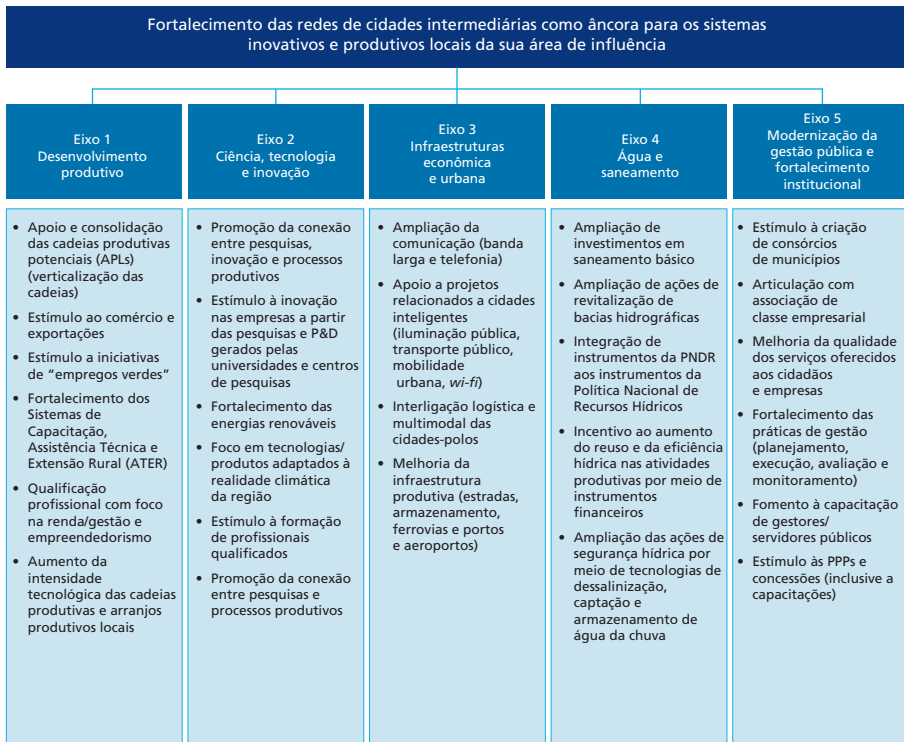 Fortalecimento das redes de cidades intermediárias como âncora para os sistemas
inovativos e produtivos locais da sua área de influência
Eixo 1
Desenvolvimento
produtivo
• Apoio e consolidação
das cadeias produtivas
potenciais (APLs)
(verticalização das
cadeias)
• Estímulo ao comércio e
exportações
• Estímulo a iniciativas
de “empregos verdes”
• Fortalecimento dos
Sistemas de
Capacitação,
Assistência Técnica e
Extensão Rural (ATER)
• Qualificação
profissional com foco
na renda/gestão e
empreendedorismo
• Aumento da
intensidade
tecnológica das cadeias
produtivas e arranjos
produtivos locais
Eixo 2
Ciência, tecnologia
e inovação
• Promoção da conexão
entre pesquisas,
inovação e processos
produtivos
• Estímulo à inovação
nas empresas a partir
das pesquisas e P&D
gerados pelas
universidades e centros
de pesquisas
• Fortalecimento das
energias renováveis
• Foco em tecnologias/
produtos adaptados à
realidade climática
da região
• Estímulo à formação
de profissionais
qualificados
• Promoção da conexão
entre pesquisas e
processos produtivos
Eixo 3
Infraestruturas
econômica
e urbana
• Ampliação da
comunicação (banda
larga e telefonia)
• Apoio a projetos
relacionados a cidades
inteligentes
(iluminação pública,
transporte público,
mobilidade
urbana, wi-fi)
• Interligação logística e
multimodal das
cidades-polos
• Melhoria da
infraestrutura
produtiva (estradas,
armazenamento,
ferrovias e portos
e aeroportos)
Eixo 4
Água e
saneamento
• Ampliação de
investimentos em
saneamento básico
• Ampliação de ações de
revitalização de
bacias hidrográficas
• Integração de
instrumentos da PNDR
aos instrumentos da
Política Nacional de
Recursos Hídricos
• Incentivo ao aumento
do reuso e da eficiência
hídrica nas atividades
produtivas por meio de
instrumentos
financeiros
• Ampliação das ações de
segurança hídrica por
meio de tecnologias de
dessalinização,
captação e
armazenamento de
água da chuva
Eixo 5
Modernização da
gestão pública e
fortalecimento
institucional
• Estímulo à criação
de consórcios
de municípios
• Articulação com
associação de
classe empresarial
• Melhoria da qualidade
dos serviços oferecidos
aos cidadãos
e empresas
• Fortalecimento das
práticas de gestão
(planejamento,
execução, avaliação e
monitoramento)
• Fomento à capacitação
de gestores/
servidores públicos
• Estímulo às PPPs e
concessões (inclusive a
capacitações)